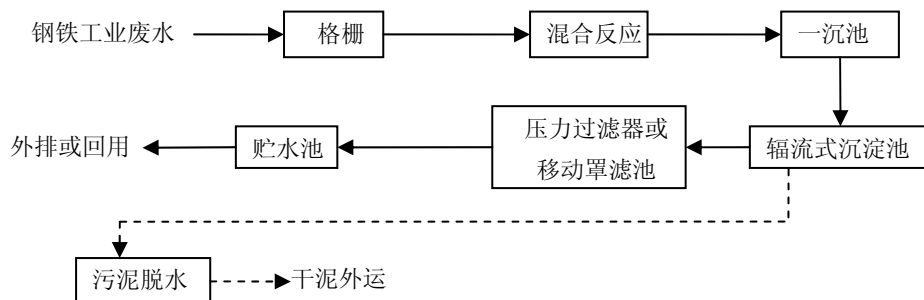 钢铁工业废水
格栅
混合反应
一沉池
外排或回用
贮水池
压力过滤器或
移动罩滤池
辐流式沉淀池
污泥脱水
干泥外运